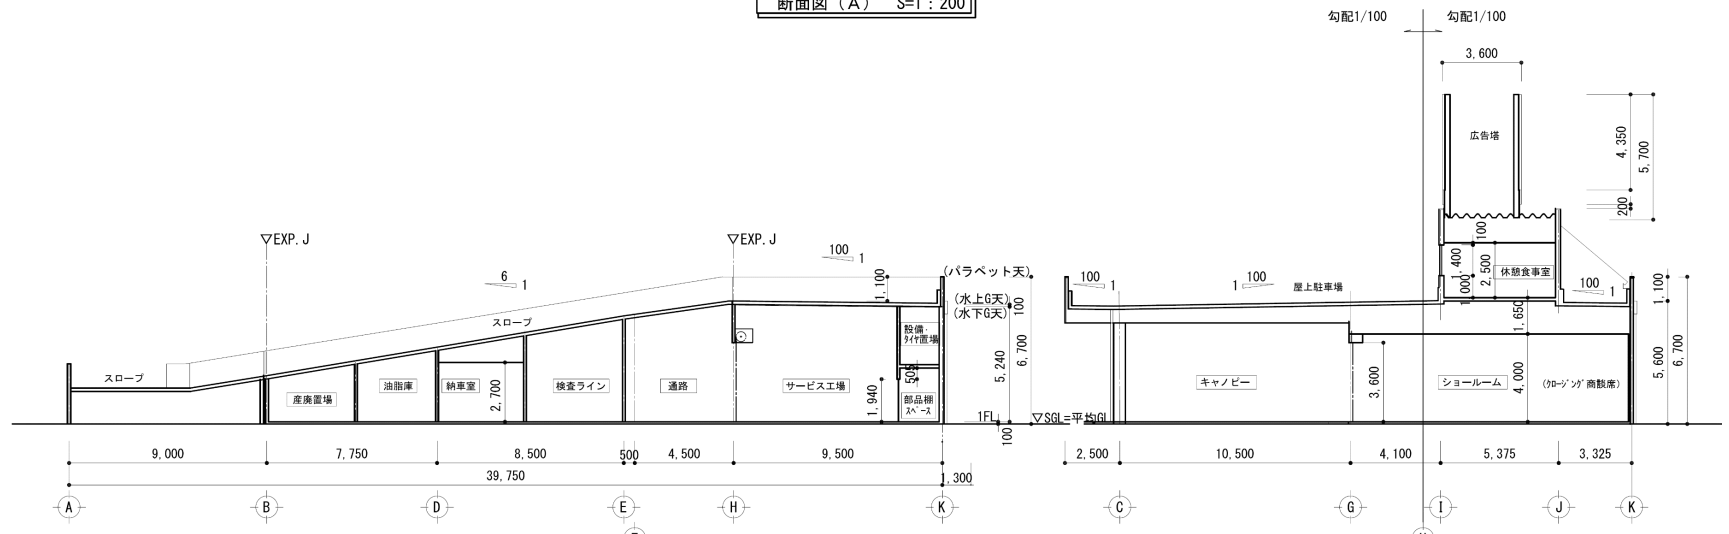 断面図（A） S=1：200
勾配1/100
勾配1/100
3,600
広告塔
4,350
5,700
200
▽EXP.J
▽EXP.J
6
1
100
1
1,100
(パラペット天)
(水上G天)
(水下G天)
100
スロープ
スロープ
産廃置場
油脂庫
納車室
2,700
検査ライン
通路
サービス工場
設備・
ﾀｲﾔ置場
505
1,940
部品棚
ｽﾍﾟｰｽ
5,240
6,700
1FL
100
▽SGL=平均GL
9,000
7,750
8,500
500
4,500
9,500
39,750
1,300
A
B
D
E
H
K
100
1
100
1
屋上駐車場
100
1,400
1,000
2,500
休憩食事室
100
1
1,650
1,100
5,600
6,700
キャノピー
3,600
ショールーム
4,000
(ｸﾛｰｼﾞﾝｸﾞ商談席)
2,500
10,500
4,100
5,375
3,325
C
G
I
J
K